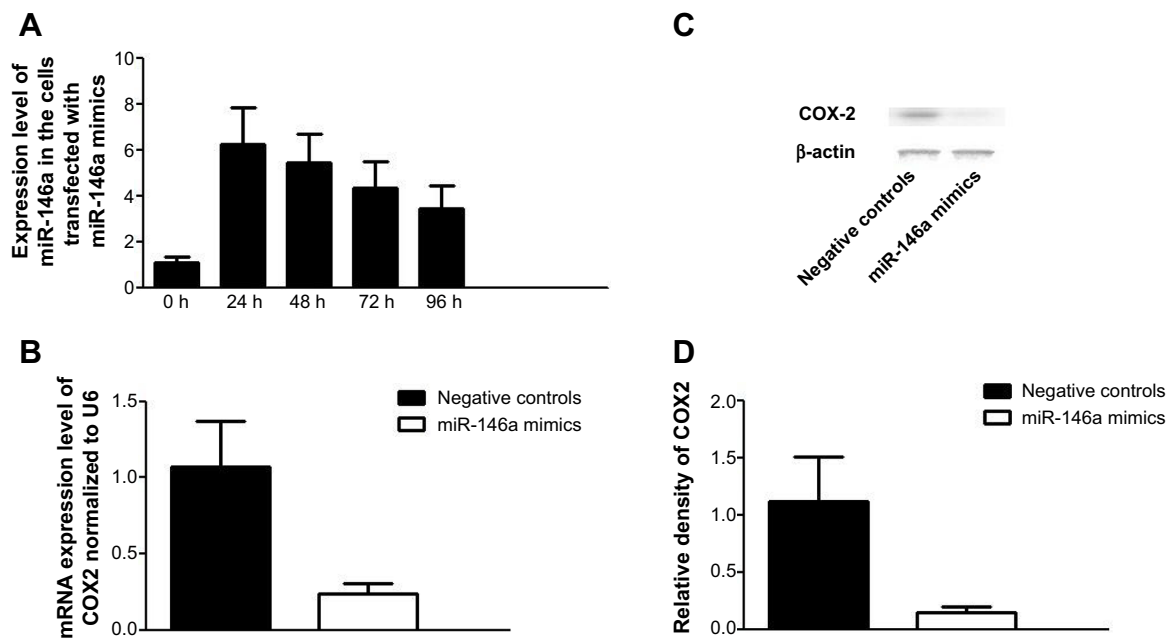 A
Expression level of
miR-146a in the cells
transfected with
miR-146a mimics
10
8
6
4
2
0
0 h 24 h 48 h 72 h 96 h
C
COX-2
β-actin
Negative controls
miR-146a mimics
B
mRNA expression level of
COX2 normalized to U6
1.5
1.0
0.5
0.0
Negative controls
miR-146a mimics
D
Relative density of COX2
2.0
1.5
1.0
0.5
0.0
Negative controls
miR-146a mimics